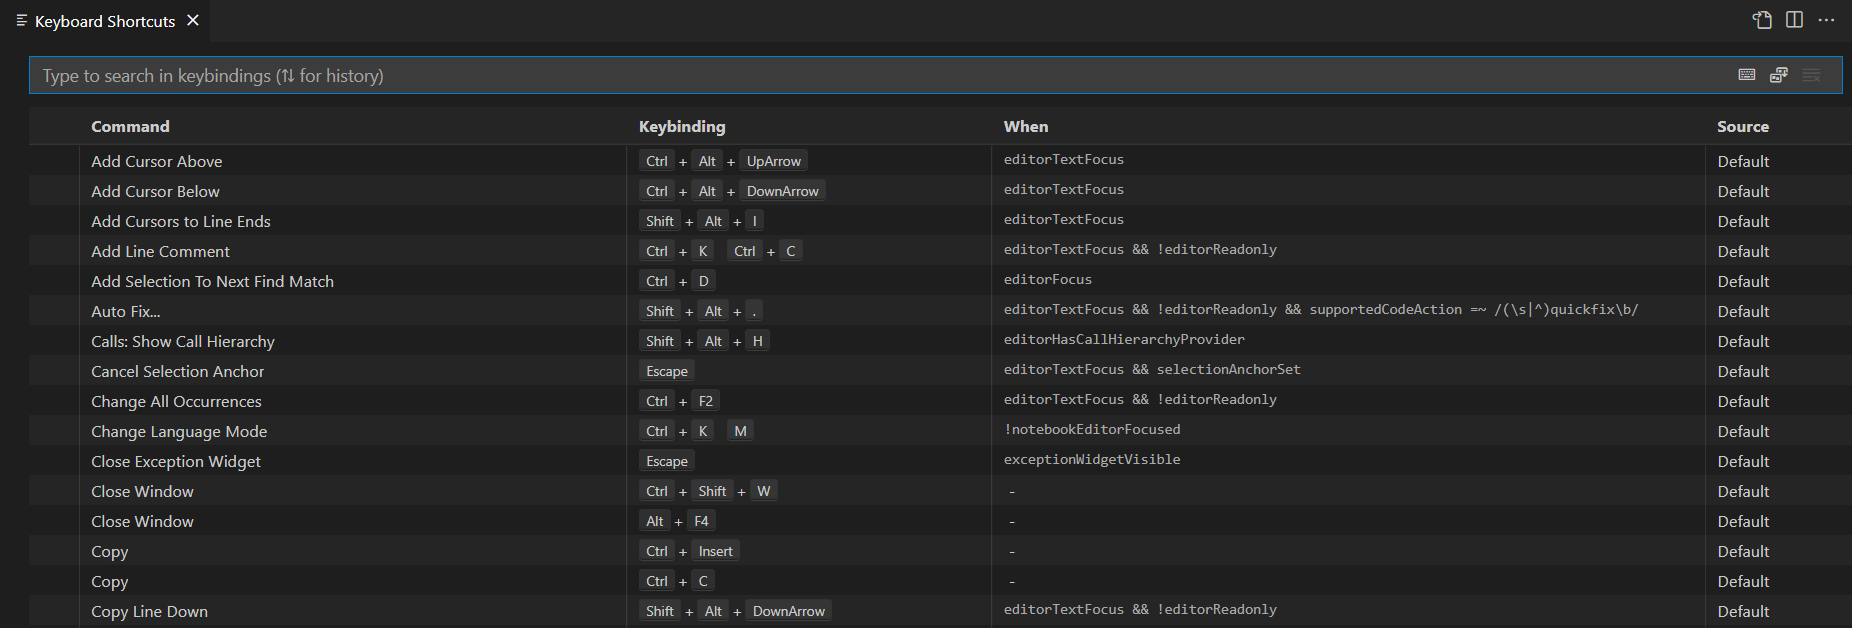 Keyboard Shortcuts
Type to search in keybindings (⇅ for history)
Command Keybinding When Source
Add Cursor Above Ctrl + Alt + UpArrow editorTextFocus Default
Add Cursor Below Ctrl + Alt + DownArrow editorTextFocus Default
Add Cursors to Line Ends Shift + Alt + I editorTextFocus Default
Add Line Comment Ctrl + K Ctrl + C editorTextFocus && !editorReadonly Default
Add Selection To Next Find Match Ctrl + D editorFocus Default
Auto Fix... Shift + Alt + . editorTextFocus && !editorReadonly && supportedCodeAction =~ /(\s|^)quickfix\b/ Default
Calls: Show Call Hierarchy Shift + Alt + H editorHasCallHierarchyProvider Default
Cancel Selection Anchor Escape editorTextFocus && selectionAnchorSet Default
Change All Occurrences Ctrl + F2 editorTextFocus && !editorReadonly Default
Change Language Mode Ctrl + K M !notebookEditorFocused Default
Close Exception Widget Escape exceptionWidgetVisible Default
Close Window Ctrl + Shift + W - Default
Close Window Alt + F4 - Default
Copy Ctrl + Insert - Default
Copy Ctrl + C - Default
Copy Line Down Shift + Alt + DownArrow editorTextFocus && !editorReadonly Default